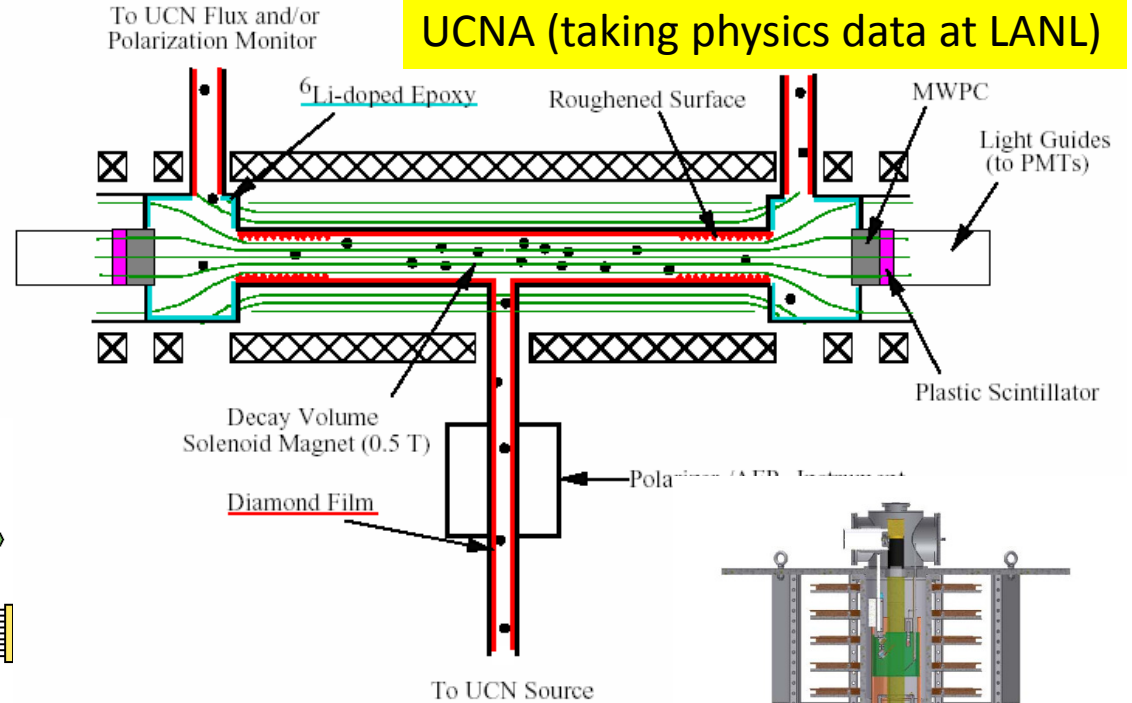 To UCN Flux and/or
Polarization Monitor
UCNA (taking physics data at LANL)
⁶Li-doped Epoxy
Roughened Surface
MWPC
Light Guides
(to PMTs)
Plastic Scintillator
Decay Volume
Solenoid Magnet (0.5 T)
Diamond Film
To UCN Source